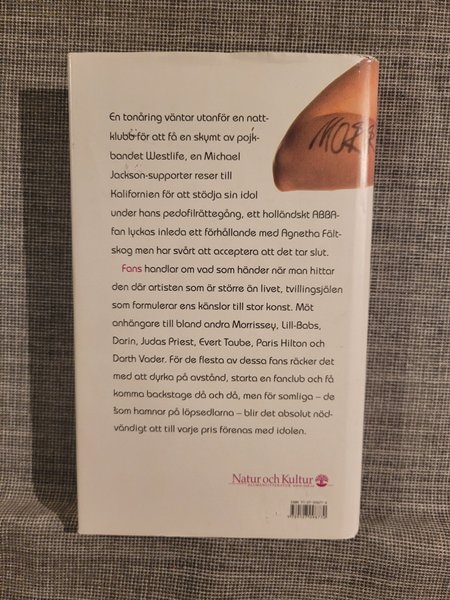 En tonåring väntar utanför en natt-
klubb för att få en skymt av pojk-
bandet Westlife, en Michael
Jackson-supporter reser till
Kalifornien för att stödja sin idol
under hans pedofilrättegång, ett holländskt ABBA-
fan lyckas inleda ett förhållande med Agnetha Fält-
skog men har svårt att acceptera att det tar slut.
Fans handlar om vad som händer när man hittar
den där artisten som är större än livet, tvillingsjälen
som formulerar ens känslor till stor konst. Möt
anhängare till bland andra Morrissey, Lill-Babs,
Darin, Judas Priest, Evert Taube, Paris Hilton och
Darth Vader. För de flesta av dessa fans räcker det
med att dyrka på avstånd, starta en fanclub och få
komma backstage då och då, men för somliga – de
som hamnar på löpsedlarna – blir det absolut nöd-
vändigt att till varje pris förenas med idolen.
Natur och Kultur